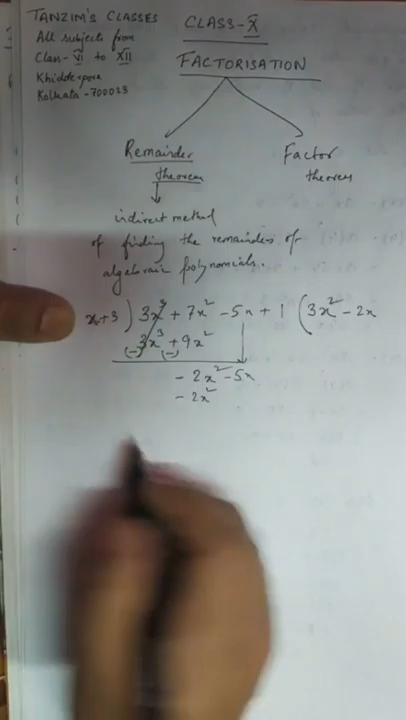 TANZIM'S CLASSES
All subjects from
Class - VI to XII
Khidderpore
Kolkata - 700023
CLASS - X
FACTORISATION
Remainder
theorem
Factor
theorem
indirect method
of finding the remainders of
algebraic polynomials.
x+3 ) 3x³ + 7x² - 5x + 1 ( 3x² - 2x
3x³ + 9x²
(-) (-)
- 2x² - 5x
- 2x²